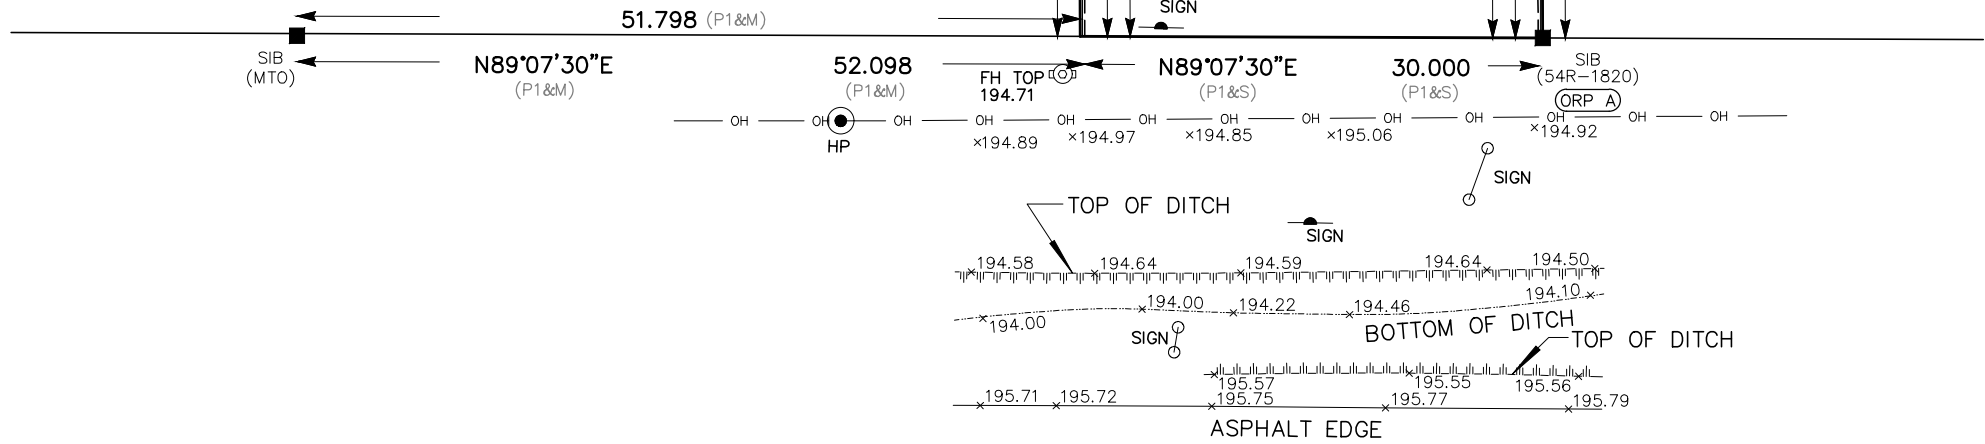 51.798 (P1&M)
SIGN
SIB
(MTO)
N89°07'30"E
(P1&M)
52.098
(P1&M)
FH TOP
194.71
N89°07'30"E
(P1&S)
30.000
(P1&S)
SIB
(54R-1820)
ORP A
OH OH OH OH OH OH OH OH OH OH OH OH OH
HP
×194.89 ×194.97 ×194.85 ×195.06 ×194.92
SIGN
TOP OF DITCH
SIGN
194.58 194.64 194.59 194.64 194.50
194.00 194.00 194.22 194.46 194.10
BOTTOM OF DITCH
SIGN
TOP OF DITCH
195.57 195.55 195.56
195.71 195.72 195.75 195.77 195.79
ASPHALT EDGE